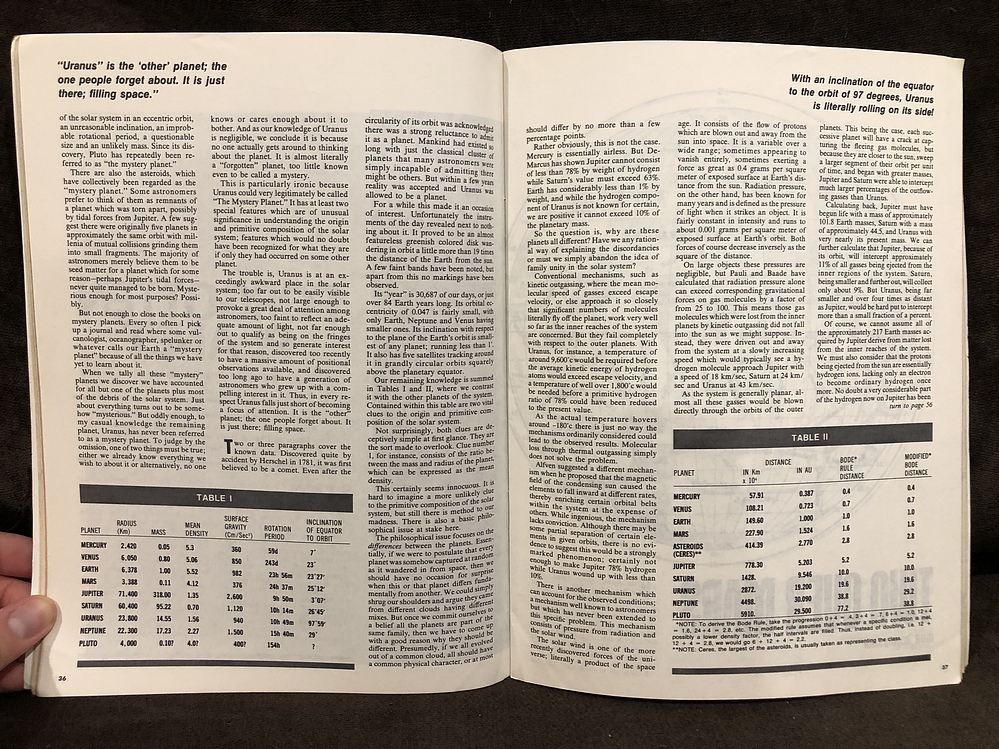 "Uranus" is the 'other' planet; the
one people forget about. It is just
there; filling space."
of the solar system in an eccentric orbit,
an unreasonable inclination, an improb-
able rotational period, a questionable
size and an unlikely mass. Since its dis-
covery, Pluto has repeatedly been re-
ferred to as "the mystery planet."
There are also the asteroids, which
have collectively been regarded as the
"mystery planet." Some astronomers
prefer to think of them as remnants of
a planet which was torn apart, possibly
by tidal forces from Jupiter. A few sug-
gest there were originally five planets in
approximately the same orbit with mil-
lenia of mutual collisions grinding them
into small fragments. The majority of
astronomers merely believe them to be
seed matter for a planet which for some
reason—perhaps Jupiter's tidal forces—
never quite managed to be born. Myste-
rious enough for most purposes? Possi-
bly.
But not enough to close the books on
mystery planets. Every so often I pick
up a journal and read where some vul-
canologist, oceanographer, spelunker or
whatever calls our Earth a "mystery
planet" because of all the things we have
yet to learn about it.
When we tally all these "mystery"
planets we discover we have accounted
for all but one of the planets plus most
of the debris of the solar system. Just
about everything turns out to be some-
how "mysterious." But oddly enough, to
my casual knowledge the remaining
planet, Uranus, has never been referred
to as a mystery planet. To judge by the
omission, one of two things must be true;
either we already know everything we
wish to about it or alternatively, no one
knows or cares enough about it to
bother. And as our knowledge of Uranus
is negligible, we conclude it is because
no one actually gets around to thinking
about the planet. It is almost literally
a "forgotten" planet, too little known
even to be called a mystery.
This is particularly ironic because
Uranus could very legitimately be called
"The Mystery Planet." It has at least two
special features which are of unusual
significance in understanding the origin
and primitive composition of the solar
system; features which would no doubt
have been recognized for what they are
if only they had occurred on some other
planet.
The trouble is, Uranus is at an ex-
ceedingly awkward place in the solar
system; too far out to be easily visible
to our telescopes, not large enough to
provoke a great deal of attention among
astronomers, too faint to reflect an ade-
quate amount of light, not far enough
out to qualify as being on the fringes
of the system and so generate interest
for that reason, discovered too recently
to have a massive amount of positional
observations available, and discovered
too long ago to have a generation of
astronomers who grew up with a com-
pelling interest in it. Thus, in every re-
spect Uranus falls just short of becoming
a focus of attention. It is the "other"
planet; the one people forget about. It
is just there; filling space.
Two or three paragraphs cover the
known data. Discovered quite by
accident by Herschel in 1781, it was first
believed to be a comet. Even after the
circularity of its orbit was acknowledged
there was a strong reluctance to admit
it as a planet. Mankind had existed so
long with just the classical cluster of
planets that many astronomers were
simply incapable of admitting there
might be others. But within a few years
reality was accepted and Uranus was
allowed to be a planet.
For a while this made it an occasion
of interest. Unfortunately the instru-
ments of the day revealed next to noth-
ing about it. It proved to be an almost
featureless greenish colored disk wan-
dering in orbit a little more than 19 times
the distance of the Earth from the Sun.
A few faint bands have been noted, but
apart from this no markings have been
observed.
Its "year" is 30,687 of our days, or just
over 84 Earth years long. Its orbital ec-
centricity of 0.047 is fairly small, with
only Earth, Neptune and Venus having
smaller ones. Its inclination with respect
to the plane of the Earth's orbit is small-
est of any planet; running less than 1°.
It also has five satellites tracking around
it in grandly circular orbits squarely
above the planetary equator.
Our remaining knowledge is summed
in Tables I and II, where we contrast
it with the other planets of the system.
Contained within these table are two vital
clues to the origin and primitive com-
position of the solar system.
Not surprisingly, both clues are de-
ceptively simple at first glance. They are
the sort made to overlook. Clue number
1, for instance, consists of the ratio be-
tween the mass and radius of the planet,
which can be expressed as the mean
density.
This certainly seems innocuous. It is
hard to imagine a more unlikely clue
to the primitive composition of the solar
system, but still there is method to our
madness. There is also a basic philo-
sophical issue at stake here.
The philosophical issue focuses on the
differences between the planets. Essen-
tially, if we were to postulate that every
planet was somehow captured at random
as it wandered in from space, then we
should have no occasion for surprise
when this or that planet differs funda-
mentally from another. We could simply
shrug our shoulders and argue they came
from different clouds having different
mixes. But once we commit ourselves to
a belief all the planets are part of the
same family, then we have to come up
with a good reason why they should be
different. Presumedly, if we all evolved
out of a common cloud, all should have
a common physical character, or at most
TABLE I
PLANET RADIUS (Km) MASS MEAN DENSITY SURFACE GRAVITY (Cm/Sec²) ROTATION PERIOD INCLINATION OF EQUATOR TO ORBIT
MERCURY 2,420 0.05 5.3 360 59d 7°
VENUS 6,050 0.80 5.06 850 243d 23°
EARTH 6,378 1.00 5.52 982 23h 56m 23°27'
MARS 3,388 0.11 4.12 376 24h 37m 25°12'
JUPITER 71,400 318.00 1.35 2,600 9h 50m 3°07'
SATURN 60,400 95.22 0.70 1,120 10h 14m 26°45'
URANUS 23,800 14.55 1.56 940 10h 49m 97°59'
NEPTUNE 22,300 17.23 2.27 1,500 15h 40m 29°
PLUTO 4,000 0.10? 4.0? 400? 154h ?
36
With an inclination of the equator
to the orbit of 97 degrees, Uranus
is literally rolling on its side!
should differ by no more than a few
percentage points.
Rather obviously, this is not the case.
Mercury is essentially airless. But De-
Marcus has shown Jupiter cannot consist
of less than 78% by weight of hydrogen
while Saturn's value must exceed 63%.
Earth has considerably less than 1% by
weight, and while the hydrogen compo-
nent of Uranus is not known for certain,
we are positive it cannot exceed 10% of
the planetary mass.
So the question is, why are these
planets all different? Have we any ration-
al way of explaining the discrepancies
or must we simply abandon the idea of
family unity in the solar system?
Conventional mechanisms, such as
kinetic outgassing, where the mean mo-
lecular speed of gasses exceed escape
velocity, or else approach it so closely
that significant numbers of molecules
literally fly off the planet, work very well
so far as the inner reaches of the system
are concerned. But they fail completely
with respect to the outer planets. With
Uranus, for instance, a temperature of
around 9,600°c would be required before
the average kinetic energy of hydrogen
atoms would exceed escape velocity, and
a temperature of well over 1,800°c would
be needed before a primitive hydrogen
ratio of 78% could have been reduced
to the present value.
As the actual temperature hovers
around −180°c there is just no way the
mechanisms ordinarily considered could
lead to the observed results. Molecular
loss through thermal outgassing simply
does not solve the problem.
Alfven suggested a different mechan-
ism when he proposed that the magnetic
field of the condensing sun caused the
elements to fall inward at different rates,
thereby enriching certain orbital belts
within the system at the expense of
others. While ingenious, the mechanism
lacks conviction. Although there may be
some partial separation of certain ele-
ments in given orbits, there is no evi-
dence to suggest this would be a strongly
marked phenomenon; certainly not
enough to make Jupiter 78% hydrogen
while Uranus wound up with less than
10%.
There is another mechanism which
can account for the observed conditions;
a mechanism well known to astronomers
but which has never been extended to
this specific problem. This mechanism
consists of pressure from radiation and
the solar wind.
The solar wind is one of the more
recently discovered forces of the uni-
verse; literally a product of the space
age. It consists of the flow of protons
which are blown out and away from the
sun into space. It is a variable over a
wide range; sometimes appearing to
vanish entirely, sometimes exerting a
force as great as 0.4 grams per square
meter of exposed surface at Earth's dis-
tance from the sun. Radiation pressure,
on the other hand, has been known for
many years and is defined as the pressure
of light when it strikes an object. It is
fairly constant in intensity and runs to
about 0.001 grams per square meter of
exposed surface at Earth's orbit. Both
forces of course decrease inversely as the
square of the distance.
On large objects these pressures are
negligible, but Pauli and Baade have
calculated that radiation pressure alone
can exceed corresponding gravitational
forces on gas molecules by a factor of
from 25 to 100. This means those gas
molecules which were lost from the inner
planets by kinetic outgassing did not fall
into the sun as we might suppose. In-
stead, they were driven out and away
from the system at a slowly increasing
speed which would typically see a hy-
drogen molecule approach Jupiter with
a speed of 18 km/sec, Saturn at 24 km/
sec and Uranus at 43 km/sec.
As the system is generally planar, al-
most all these gasses would be blown
directly through the orbits of the outer
planets. This being the case, each suc-
cessive planet will have a crack at cap-
turing the fleeing gas molecules, but
because they are closer to the sun, sweep
a larger segment of their orbit per unit
of time, and began with greater masses,
Jupiter and Saturn were able to intercept
much larger percentages of the outflow-
ing gasses than Uranus.
Calculating back, Jupiter must have
begun life with a mass of approximately
101.8 Earth masses, Saturn with a mass
of approximately 44.5, and Uranus with
very nearly its present mass. We can
further calculate that Jupiter, because of
its orbit, will intercept approximately
11% of all gasses being ejected from the
inner regions of the system. Saturn,
being smaller and further out, will collect
only about 9%. But Uranus, being far
smaller and over four times as distant
as Jupiter, would be hard put to intercept
more than a small fraction of a percent.
Of course, we cannot assume all of
the approximately 217 Earth masses ac-
quired by Jupiter derive from matter lost
from the inner reaches of the system.
We must also consider that the protons
being ejected from the sun are essentially
hydrogen ions, lacking only an electron
to become ordinary hydrogen once
more. No doubt a very considerable part
of the hydrogen now on Jupiter has been
turn to page 56
TABLE II
PLANET DISTANCE IN Km x 10⁶ IN AU BODE* RULE DISTANCE MODIFIED* BODE DISTANCE
MERCURY 57.91 0.387 0.4 0.4
VENUS 108.21 0.723 0.7 0.7
EARTH 149.60 1.000 1.0 1.0
MARS 227.90 1.524 1.6 1.6
ASTEROIDS (CERES)** 414.39 2.770 2.8 2.8
JUPITER 778.30 5.203 5.2 5.2
SATURN 1428. 9.546 10.0 10.0
URANUS 2872. 19.200 19.6 19.6
NEPTUNE 4498. 30.090 38.8 29.2
PLUTO 5910. 29.500 77.2 38.8
*NOTE: To derive the Bode Rule, take the progression 0+4 = .4, 3+4 = .7, 6+4 = 1.0, 12+4
= 1.6, 24+4 = 2.8, etc. The modified rule assumes that whenever a specific condition is met,
possibly a lower density factor, the half intervals are filled. Thus, instead of doubling, i.e. 12 +
12 + 4 = 2.8, we would go 6 + 12 + 4 = 2.2.
**NOTE: Ceres, the largest of the asteroids, is usually taken as representing the class.
37